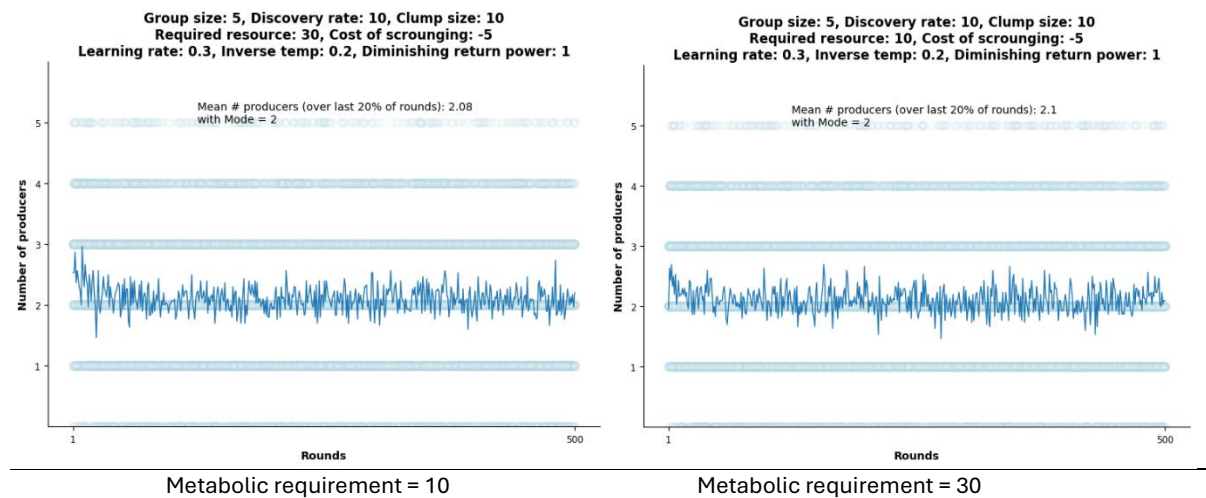 Group size: 5, Discovery rate: 10, Clump size: 10
Required resource: 30, Cost of scrounging: -5
Learning rate: 0.3, Inverse temp: 0.2, Diminishing return power: 1
Mean # producers (over last 20% of rounds): 2.08
with Mode = 2
5
4
3
2
1
Number of producers
1
500
Rounds
Metabolic requirement = 10
Group size: 5, Discovery rate: 10, Clump size: 10
Required resource: 10, Cost of scrounging: -5
Learning rate: 0.3, Inverse temp: 0.2, Diminishing return power: 1
Mean # producers (over last 20% of rounds): 2.1
with Mode = 2
5
4
3
2
1
Number of producers
1
500
Rounds
Metabolic requirement = 30